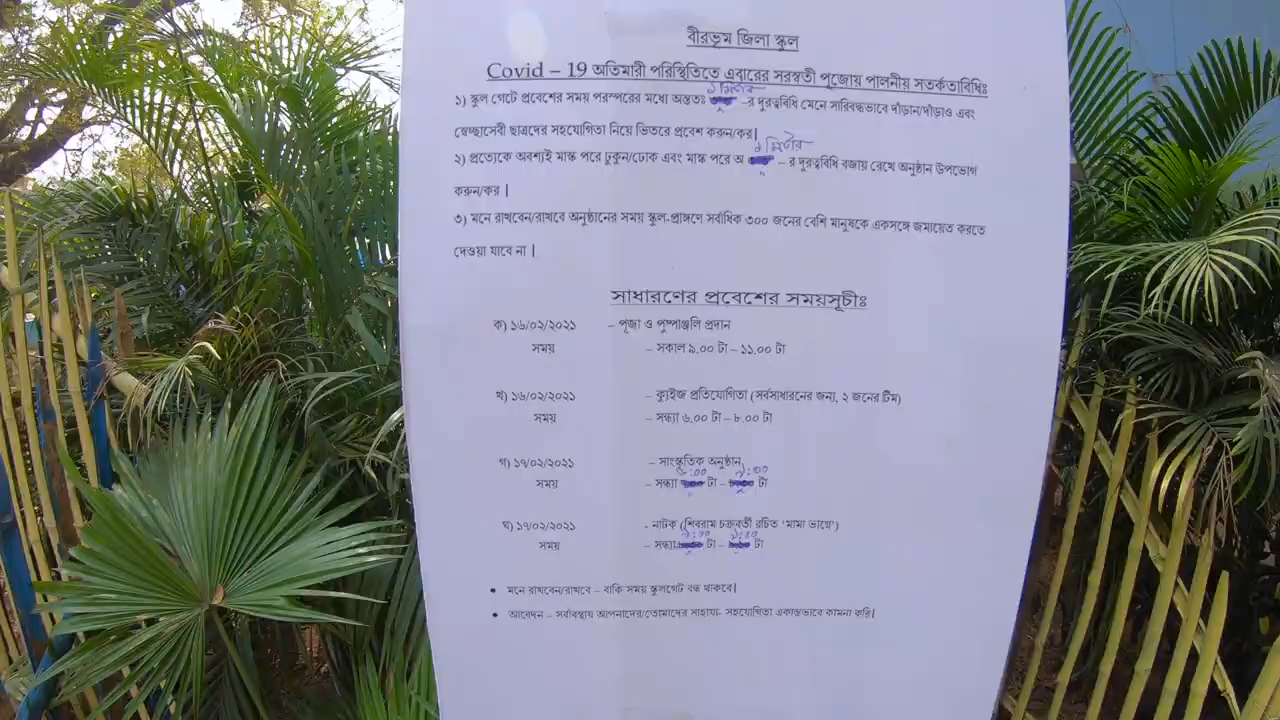 বীরভূম জিলা স্কুল
Covid – 19 অতিমারী পরিস্থিতিতে এবারের সরস্বতী পূজোয় পালনীয় সতর্কতাবিধিঃ
১ মিটার
১) স্কুল গেটে প্রবেশের সময় পরস্পরের মধ্যে অন্ততঃ –র দূরত্ববিধি মেনে সারিবদ্ধভাবে দাঁড়ান/দাঁড়াও এবং
স্বেচ্ছাসেবী ছাত্রদের সহযোগিতা নিয়ে ভিতরে প্রবেশ করুন/কর|
১ মিটার
২) প্রত্যেকে অবশ্যই মাস্ক পরে ঢুকুন/ঢোক এবং মাস্ক পরে অ – র দূরত্ববিধি বজায় রেখে অনুষ্ঠান উপভোগ
করুন/কর |
৩) মনে রাখবেন/রাখবে অনুষ্ঠানের সময় স্কুল-প্রাঙ্গণে সর্বাধিক ৩০০ জনের বেশি মানুষকে একসঙ্গে জমায়েত করতে
দেওয়া যাবে না |
সাধারণের প্রবেশের সময়সূচীঃ
ক) ১৬/০২/২০২১ – পূজা ও পুষ্পাঞ্জলি প্রদান
সময় – সকাল ৯.০০ টা – ১১.০০ টা
খ) ১৬/০২/২০২১ – ক্যুইজ প্রতিযোগিতা (সর্বসাধারনের জন্য, ২ জনের টিম)
সময় – সন্ধ্যা ৬.০০ টা – ৮.০০ টা
গ) ১৭/০২/২০২১ – সাংস্কৃতিক অনুষ্ঠান
সময় – সন্ধ্যা টা – টা
ঘ) ১৭/০২/২০২১ - নাটক (শিবরাম চক্রবর্তী রচিত ‘মামা ভাগ্নে’)
সময় – সন্ধ্যা টা – টা
• মনে রাখবেন/রাখবে – বাকি সময় স্কুলগেট বন্ধ থাকবে|
• আবেদন – সর্বাবস্থায় আপনাদের/তোমাদের সাহায্য- সহযোগিতা একান্তভাবে কামনা করি|